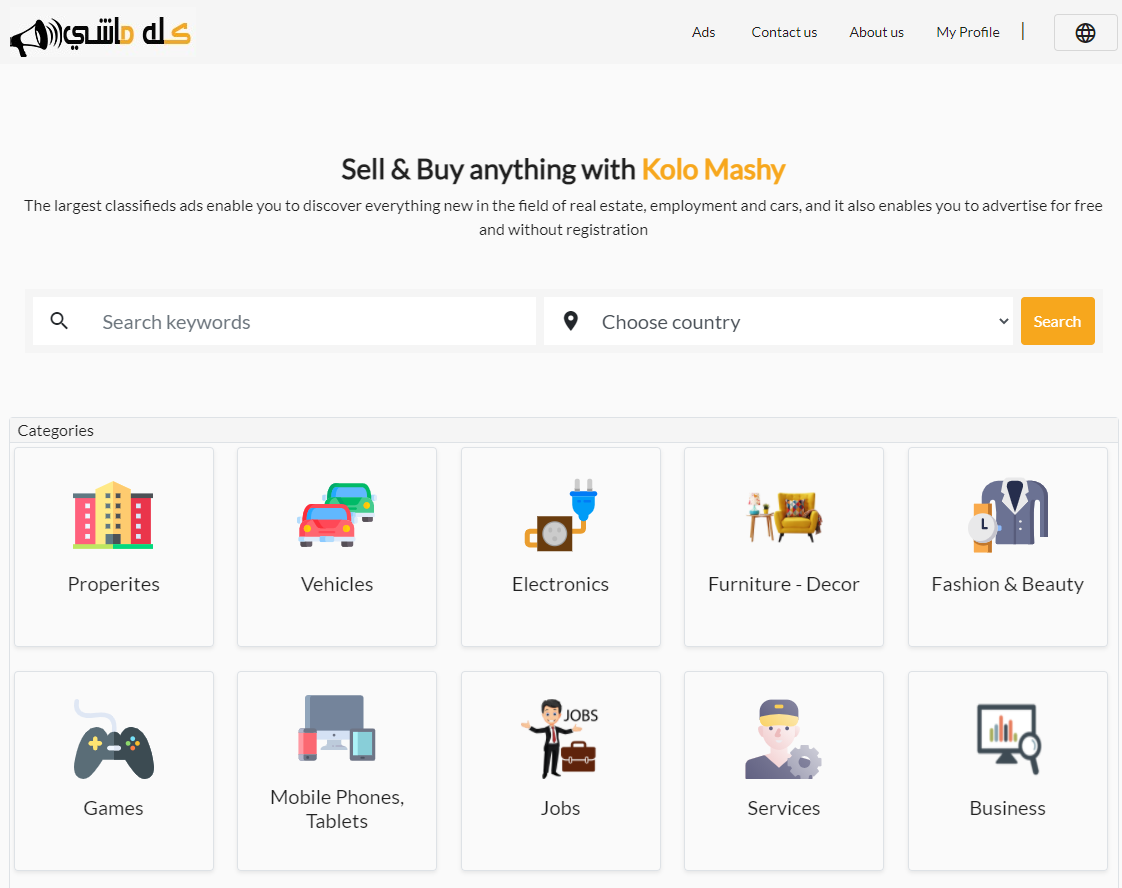 كله ماشي
Ads
Contact us
About us
My Profile
Sell & Buy anything with Kolo Mashy
The largest classifieds ads enable you to discover everything new in the field of real estate, employment and cars, and it also enables you to advertise for free
and without registration
Search keywords
Choose country
Search
Categories
Properites
Vehicles
Electronics
Furniture - Decor
Fashion & Beauty
JOBS
Games
Mobile Phones,
Tablets
Jobs
Services
Business